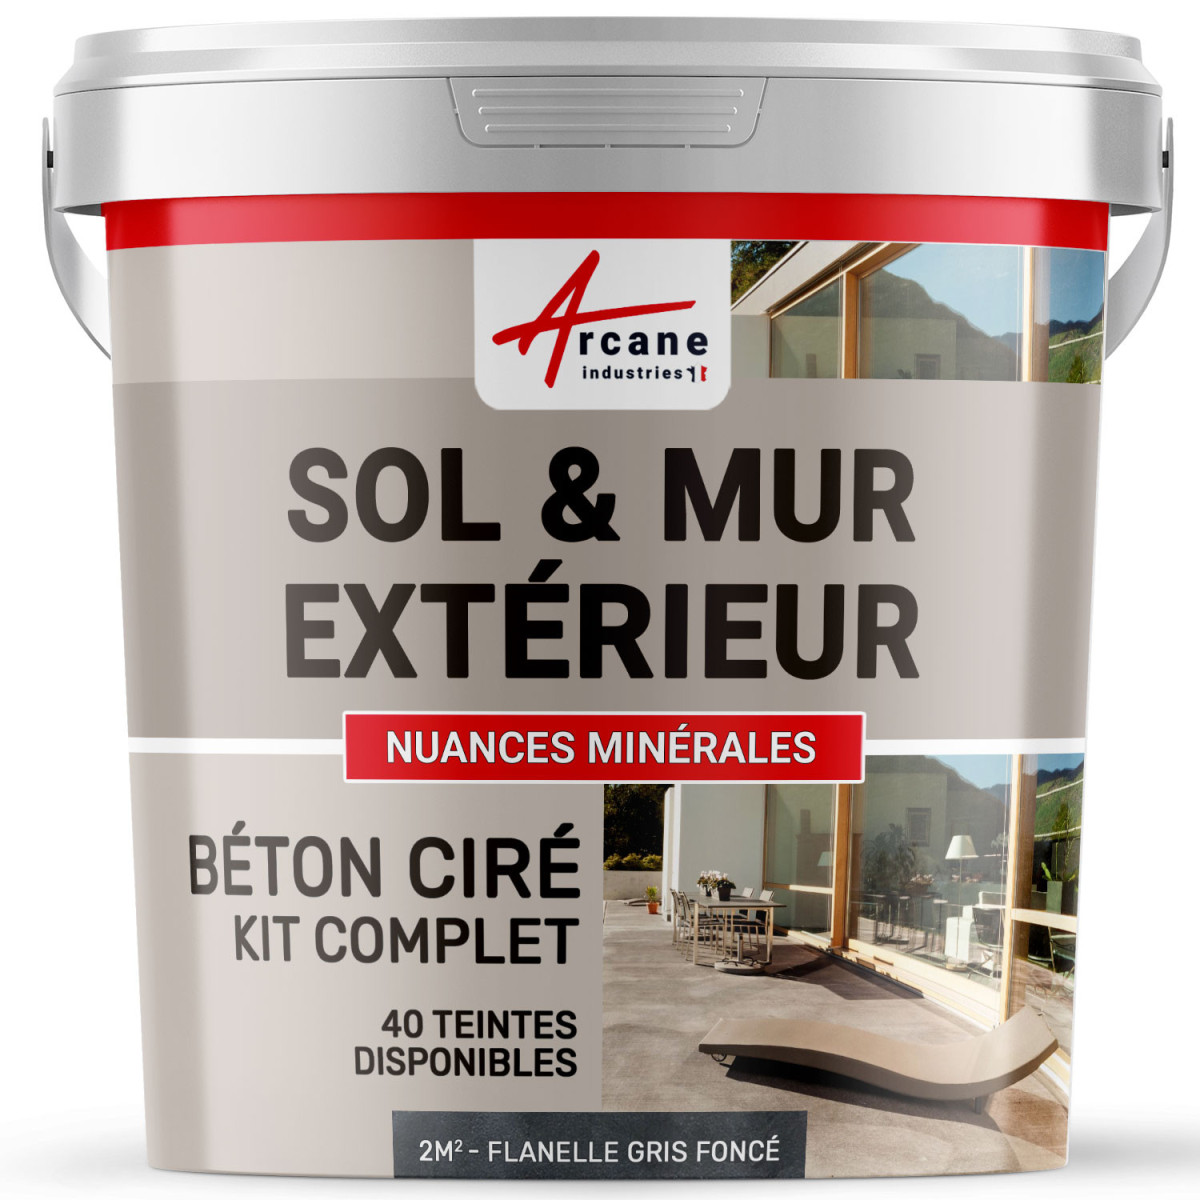 Arcane
industries
SOL & MUR
EXTÉRIEUR
NUANCES MINÉRALES
BÉTON CIRÉ
KIT COMPLET
40 TEINTES
DISPONIBLES
2M² - FLANELLE GRIS FONCÉ